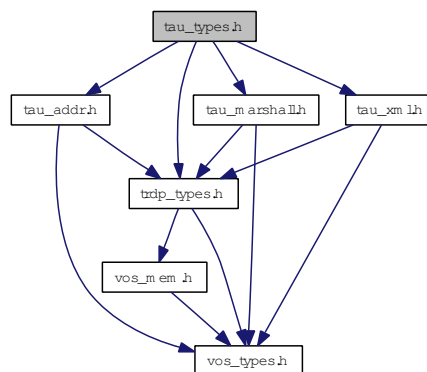 tau_types.h
tau_addr.h
tau_marshall.h
tau_xml.h
trdp_types.h
vos_mem.h
vos_types.h